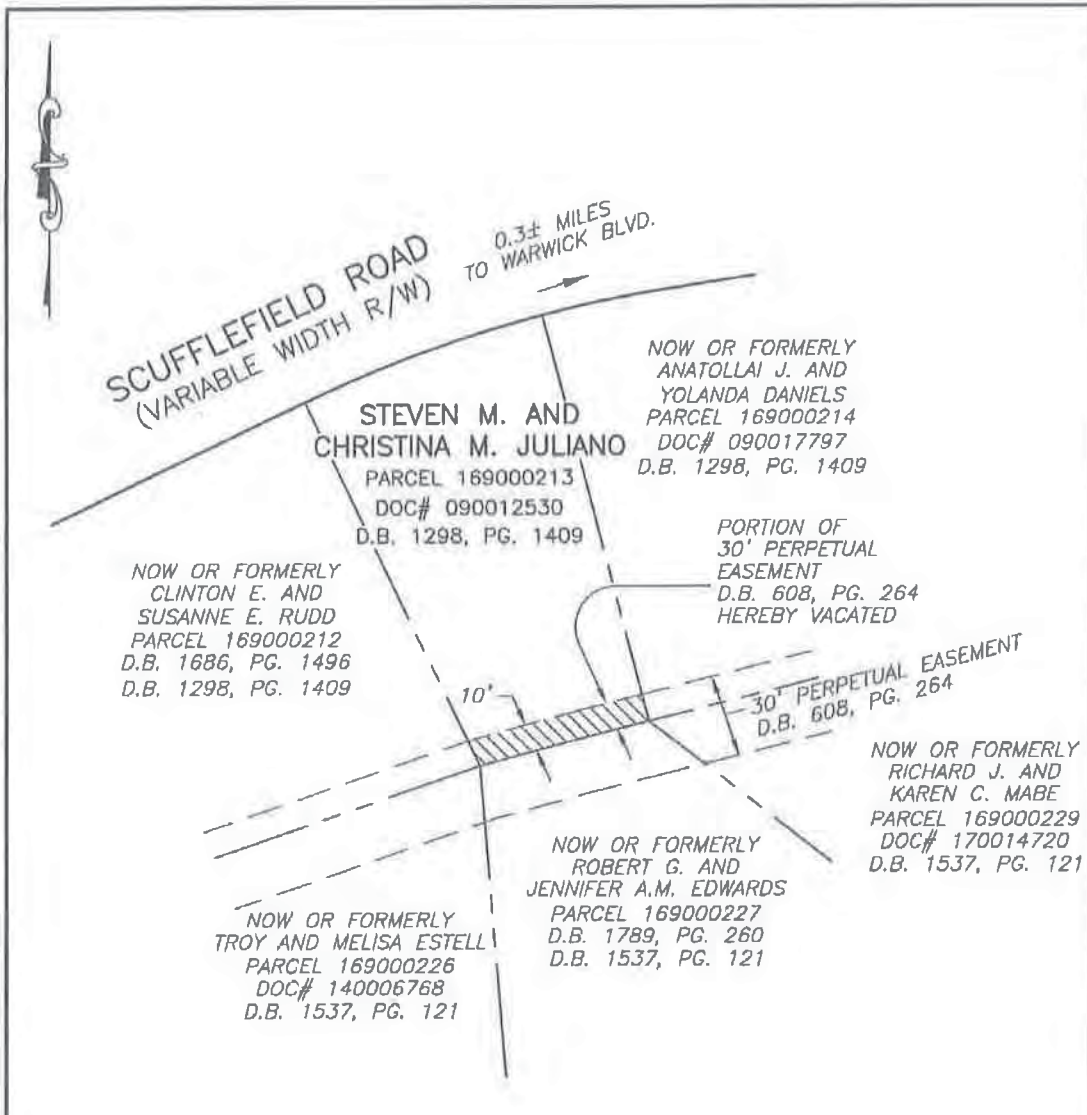 SCUFFLEFIELD ROAD
(VARIABLE WIDTH R/W)
0.3± MILES
TO WARWICK BLVD.
STEVEN M. AND
CHRISTINA M. JULIANO
PARCEL 169000213
DOC# 090012530
D.B. 1298, PG. 1409
NOW OR FORMERLY
ANATOLLAI J. AND
YOLANDA DANIELS
PARCEL 169000214
DOC# 090017797
D.B. 1298, PG. 1409
NOW OR FORMERLY
CLINTON E. AND
SUSANNE E. RUDD
PARCEL 169000212
D.B. 1686, PG. 1496
D.B. 1298, PG. 1409
PORTION OF
30' PERPETUAL
EASEMENT
D.B. 608, PG. 264
HEREBY VACATED
10'
30' PERPETUAL EASEMENT
D.B. 608, PG. 264
NOW OR FORMERLY
RICHARD J. AND
KAREN C. MABE
PARCEL 169000229
DOC# 170014720
D.B. 1537, PG. 121
NOW OR FORMERLY
ROBERT G. AND
JENNIFER A.M. EDWARDS
PARCEL 169000227
D.B. 1789, PG. 260
D.B. 1537, PG. 121
NOW OR FORMERLY
TROY AND MELISA ESTELL
PARCEL 169000226
DOC# 140006768
D.B. 1537, PG. 121